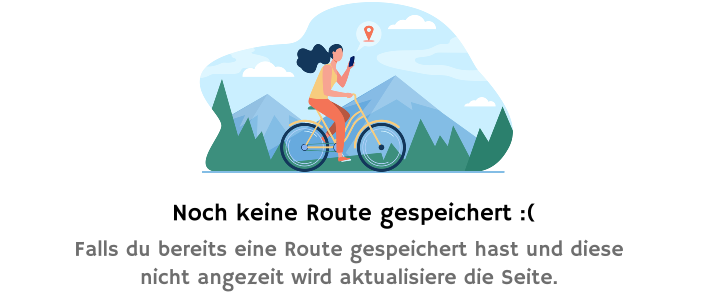 Noch keine Route gespeichert :(
Falls du bereits eine Route gespeichert hast und diese
nicht angezeit wird aktualisiere die Seite.